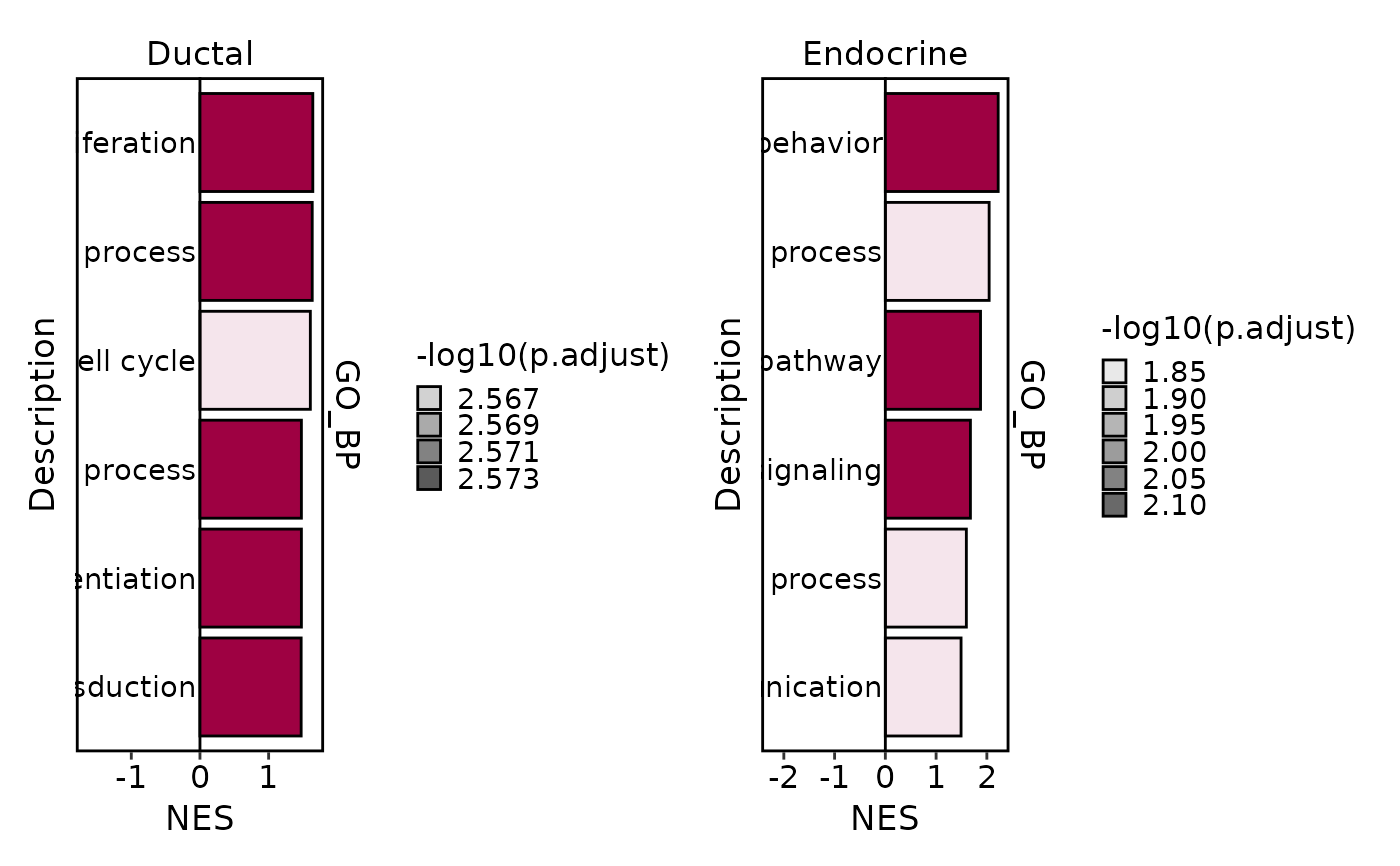 Ductal
feration
process
ell cycle
process
entiation
sduction
Description
-1 0 1
NES
GO_BP
-log10(p.adjust)
2.567
2.569
2.571
2.573
Endocrine
behavior
process
pathway
ignaling
process
nication
Description
-2 -1 0 1 2
NES
GO_BP
-log10(p.adjust)
1.85
1.90
1.95
2.00
2.05
2.10